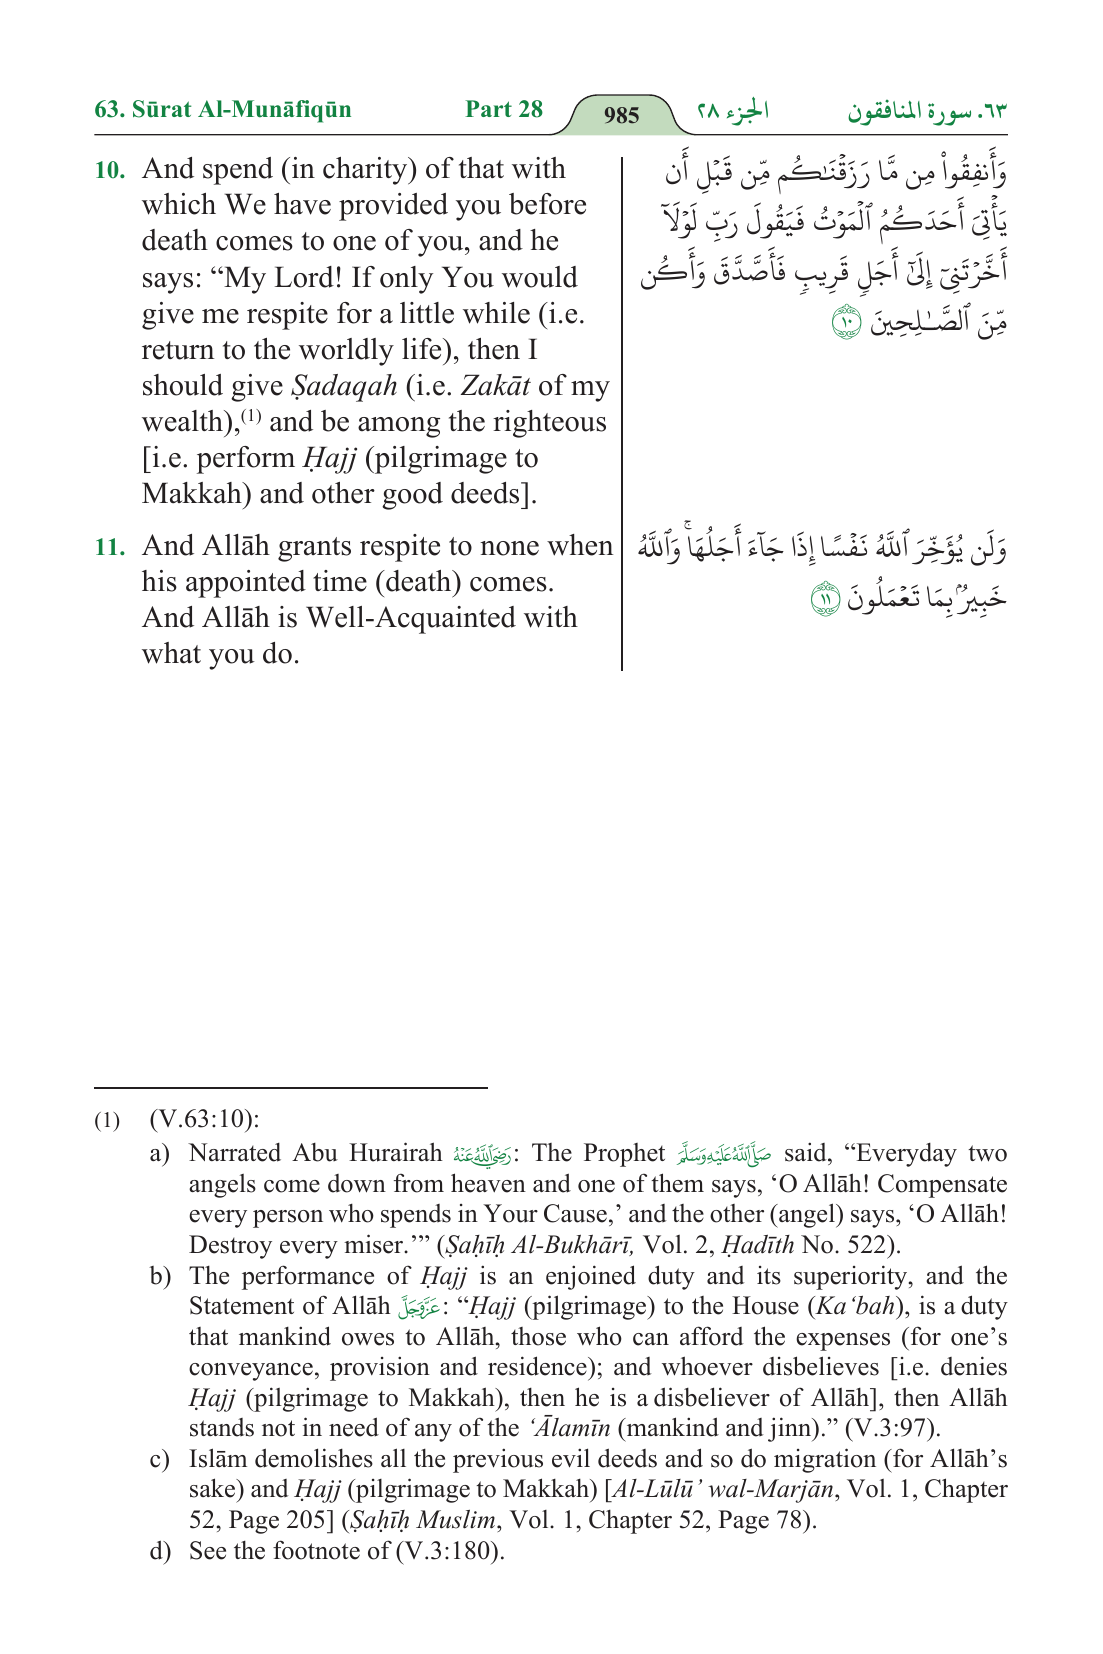 63. Sūrat Al-Munāfiqūn Part 28 985 الجزء ٢٨ ٦٣. سورة المنافقون
10. And spend (in charity) of that with
which We have provided you before
death comes to one of you, and he
says: “My Lord! If only You would
give me respite for a little while (i.e.
return to the worldly life), then I
should give Ṣadaqah (i.e. Zakāt of my
wealth),(1) and be among the righteous
[i.e. perform Ḥajj (pilgrimage to
Makkah) and other good deeds].
وَأَنفِقُوا۟ مِن مَّا رَزَقْنَـٰكُم مِّن قَبْلِ أَن
يَأْتِىَ أَحَدَكُمُ ٱلْمَوْتُ فَيَقُولَ رَبِّ لَوْلَآ
أَخَّرْتَنِىٓ إِلَىٰٓ أَجَلٍ قَرِيبٍ فَأَصَّدَّقَ وَأَكُن
مِّنَ ٱلصَّـٰلِحِينَ ١٠
11. And Allāh grants respite to none when
his appointed time (death) comes.
And Allāh is Well-Acquainted with
what you do.
وَلَن يُؤَخِّرَ ٱللَّهُ نَفْسًا إِذَا جَآءَ أَجَلُهَا ۚ وَٱللَّهُ
خَبِيرٌۢ بِمَا تَعْمَلُونَ ١١
(1) (V.63:10):
a) Narrated Abu Hurairah رَضِيَ اللَّهُ عَنْهُ: The Prophet صَلَّى اللَّهُ عَلَيْهِ وَسَلَّمَ said, “Everyday two
angels come down from heaven and one of them says, ‘O Allāh! Compensate
every person who spends in Your Cause,’ and the other (angel) says, ‘O Allāh!
Destroy every miser.’” (Ṣaḥīḥ Al-Bukhārī, Vol. 2, Ḥadīth No. 522).
b) The performance of Ḥajj is an enjoined duty and its superiority, and the
Statement of Allāh عَزَّوَجَلَّ: “Ḥajj (pilgrimage) to the House (Ka‘bah), is a duty
that mankind owes to Allāh, those who can afford the expenses (for one’s
conveyance, provision and residence); and whoever disbelieves [i.e. denies
Ḥajj (pilgrimage to Makkah), then he is a disbeliever of Allāh], then Allāh
stands not in need of any of the ‘Ālamīn (mankind and jinn).” (V.3:97).
c) Islām demolishes all the previous evil deeds and so do migration (for Allāh’s
sake) and Ḥajj (pilgrimage to Makkah) [Al-Lūlū’ wal-Marjān, Vol. 1, Chapter
52, Page 205] (Ṣaḥīḥ Muslim, Vol. 1, Chapter 52, Page 78).
d) See the footnote of (V.3:180).